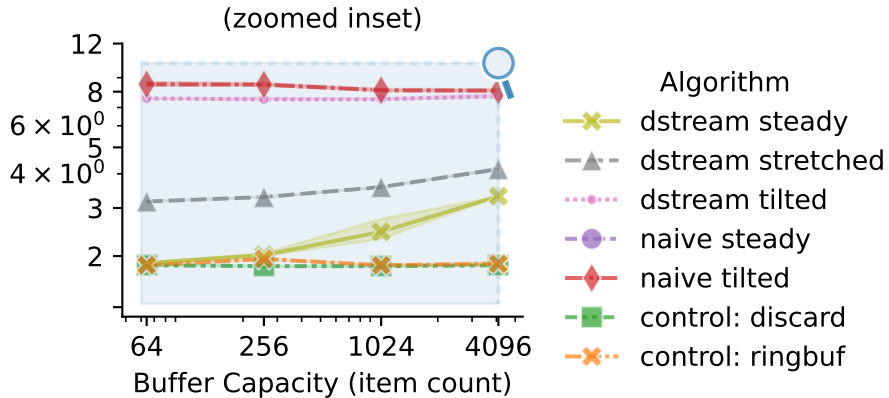 (zoomed inset)
12
8
6 × 10⁰
5
4 × 10⁰
3
2
64 256 1024 4096
Buffer Capacity (item count)
Algorithm
dstream steady
dstream stretched
dstream tilted
naive steady
naive tilted
control: discard
control: ringbuf